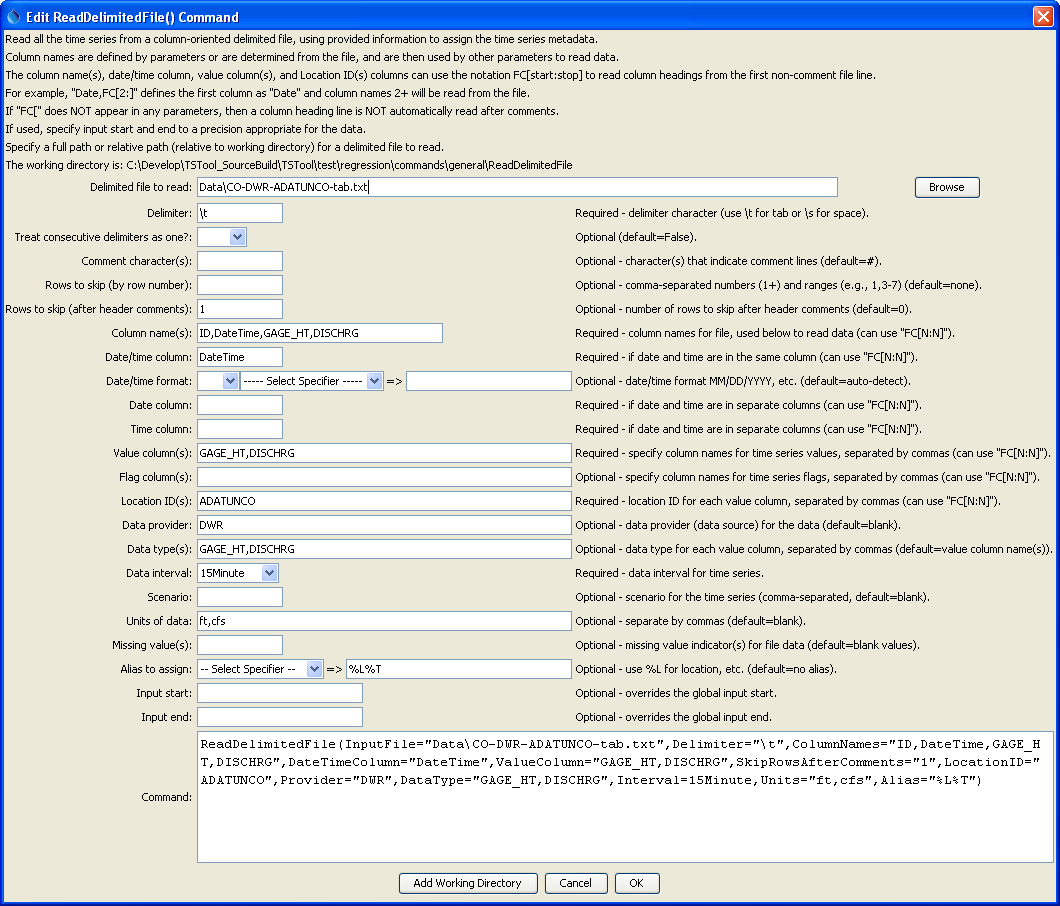 Edit ReadDelimitedFile() Command
Read all the time series from a column-oriented delimited file, using provided information to assign the time series metadata.
Column names are defined by parameters or are determined from the file, and are then used by other parameters to read data.
The column name(s), date/time column, value column(s), and Location ID(s) columns can use the notation FC[start:stop] to read column headings from the first non-comment file line.
For example, "Date,FC[2:]" defines the first column as "Date" and column names 2+ will be read from the file.
If "FC[" does NOT appear in any parameters, then a column heading line is NOT automatically read after comments.
If used, specify input start and end to a precision appropriate for the data.
Specify a full path or relative path (relative to working directory) for a delimited file to read.
The working directory is: C:\Develop\TSTool_SourceBuild\TSTool\test\regression\commands\general\ReadDelimitedFile
Delimited file to read: Data\CO-DWR-ADATUNCO-tab.txt Browse
Delimiter: \t Required - delimiter character (use \t for tab or \s for space).
Treat consecutive delimiters as one?: Optional (default=False).
Comment character(s): Optional - character(s) that indicate comment lines (default=#).
Rows to skip (by row number): Optional - comma-separated numbers (1+) and ranges (e.g., 1,3-7) (default=none).
Rows to skip (after header comments): 1 Optional - number of rows to skip after header comments (default=0).
Column name(s): ID,DateTime,GAGE_HT,DISCHRG Required - column names for file, used below to read data (can use "FC[N:N]").
Date/time column: DateTime Required - if date and time are in the same column (can use "FC[N:N]").
Date/time format: ----- Select Specifier ----- => Optional - date/time format MM/DD/YYYY, etc. (default=auto-detect).
Date column: Required - if date and time are in separate columns (can use "FC[N:N]").
Time column: Required - if date and time are in separate columns (can use "FC[N:N]").
Value column(s): GAGE_HT,DISCHRG Required - specify column names for time series values, separated by commas (can use "FC[N:N]").
Flag column(s): Optional - specify column names for time series flags, separated by commas (can use "FC[N:N]").
Location ID(s): ADATUNCO Required - location ID for each value column, separated by commas (can use "FC[N:N]").
Data provider: DWR Optional - data provider (data source) for the data (default=blank).
Data type(s): GAGE_HT,DISCHRG Optional - data type for each value column, separated by commas (default=value column name(s)).
Data interval: 15Minute Required - data interval for time series.
Scenario: Optional - scenario for the time series (comma-separated, default=blank).
Units of data: ft,cfs Optional - separate by commas (default=blank).
Missing value(s): Optional - missing value indicator(s) for file data (default=blank values).
Alias to assign: -- Select Specifier -- => %L%T Optional - use %L for location, etc. (default=no alias).
Input start: Optional - overrides the global input start.
Input end: Optional - overrides the global input end.
Command:
ReadDelimitedFile(InputFile="Data\CO-DWR-ADATUNCO-tab.txt",Delimiter="\t",ColumnNames="ID,DateTime,GAGE_H
T,DISCHRG",DateTimeColumn="DateTime",ValueColumn="GAGE_HT,DISCHRG",SkipRowsAfterComments="1",LocationID="
ADATUNCO",Provider="DWR",DataType="GAGE_HT,DISCHRG",Interval=15Minute,Units="ft,cfs",Alias="%L%T")
Add Working Directory Cancel OK